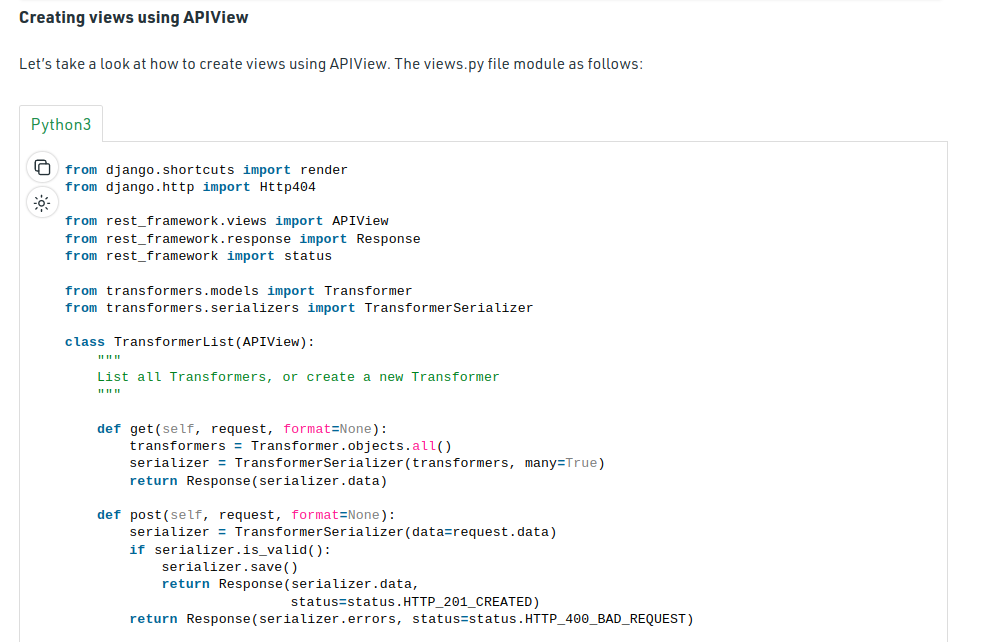 Creating views using APIView
Let's take a look at how to create views using APIView. The views.py file module as follows:
Python3
from django.shortcuts import render
from django.http import Http404

from rest_framework.views import APIView
from rest_framework.response import Response
from rest_framework import status

from transformers.models import Transformer
from transformers.serializers import TransformerSerializer

class TransformerList(APIView):
    """
    List all Transformers, or create a new Transformer
    """

    def get(self, request, format=None):
        transformers = Transformer.objects.all()
        serializer = TransformerSerializer(transformers, many=True)
        return Response(serializer.data)

    def post(self, request, format=None):
        serializer = TransformerSerializer(data=request.data)
        if serializer.is_valid():
            serializer.save()
            return Response(serializer.data,
                            status=status.HTTP_201_CREATED)
        return Response(serializer.errors, status=status.HTTP_400_BAD_REQUEST)